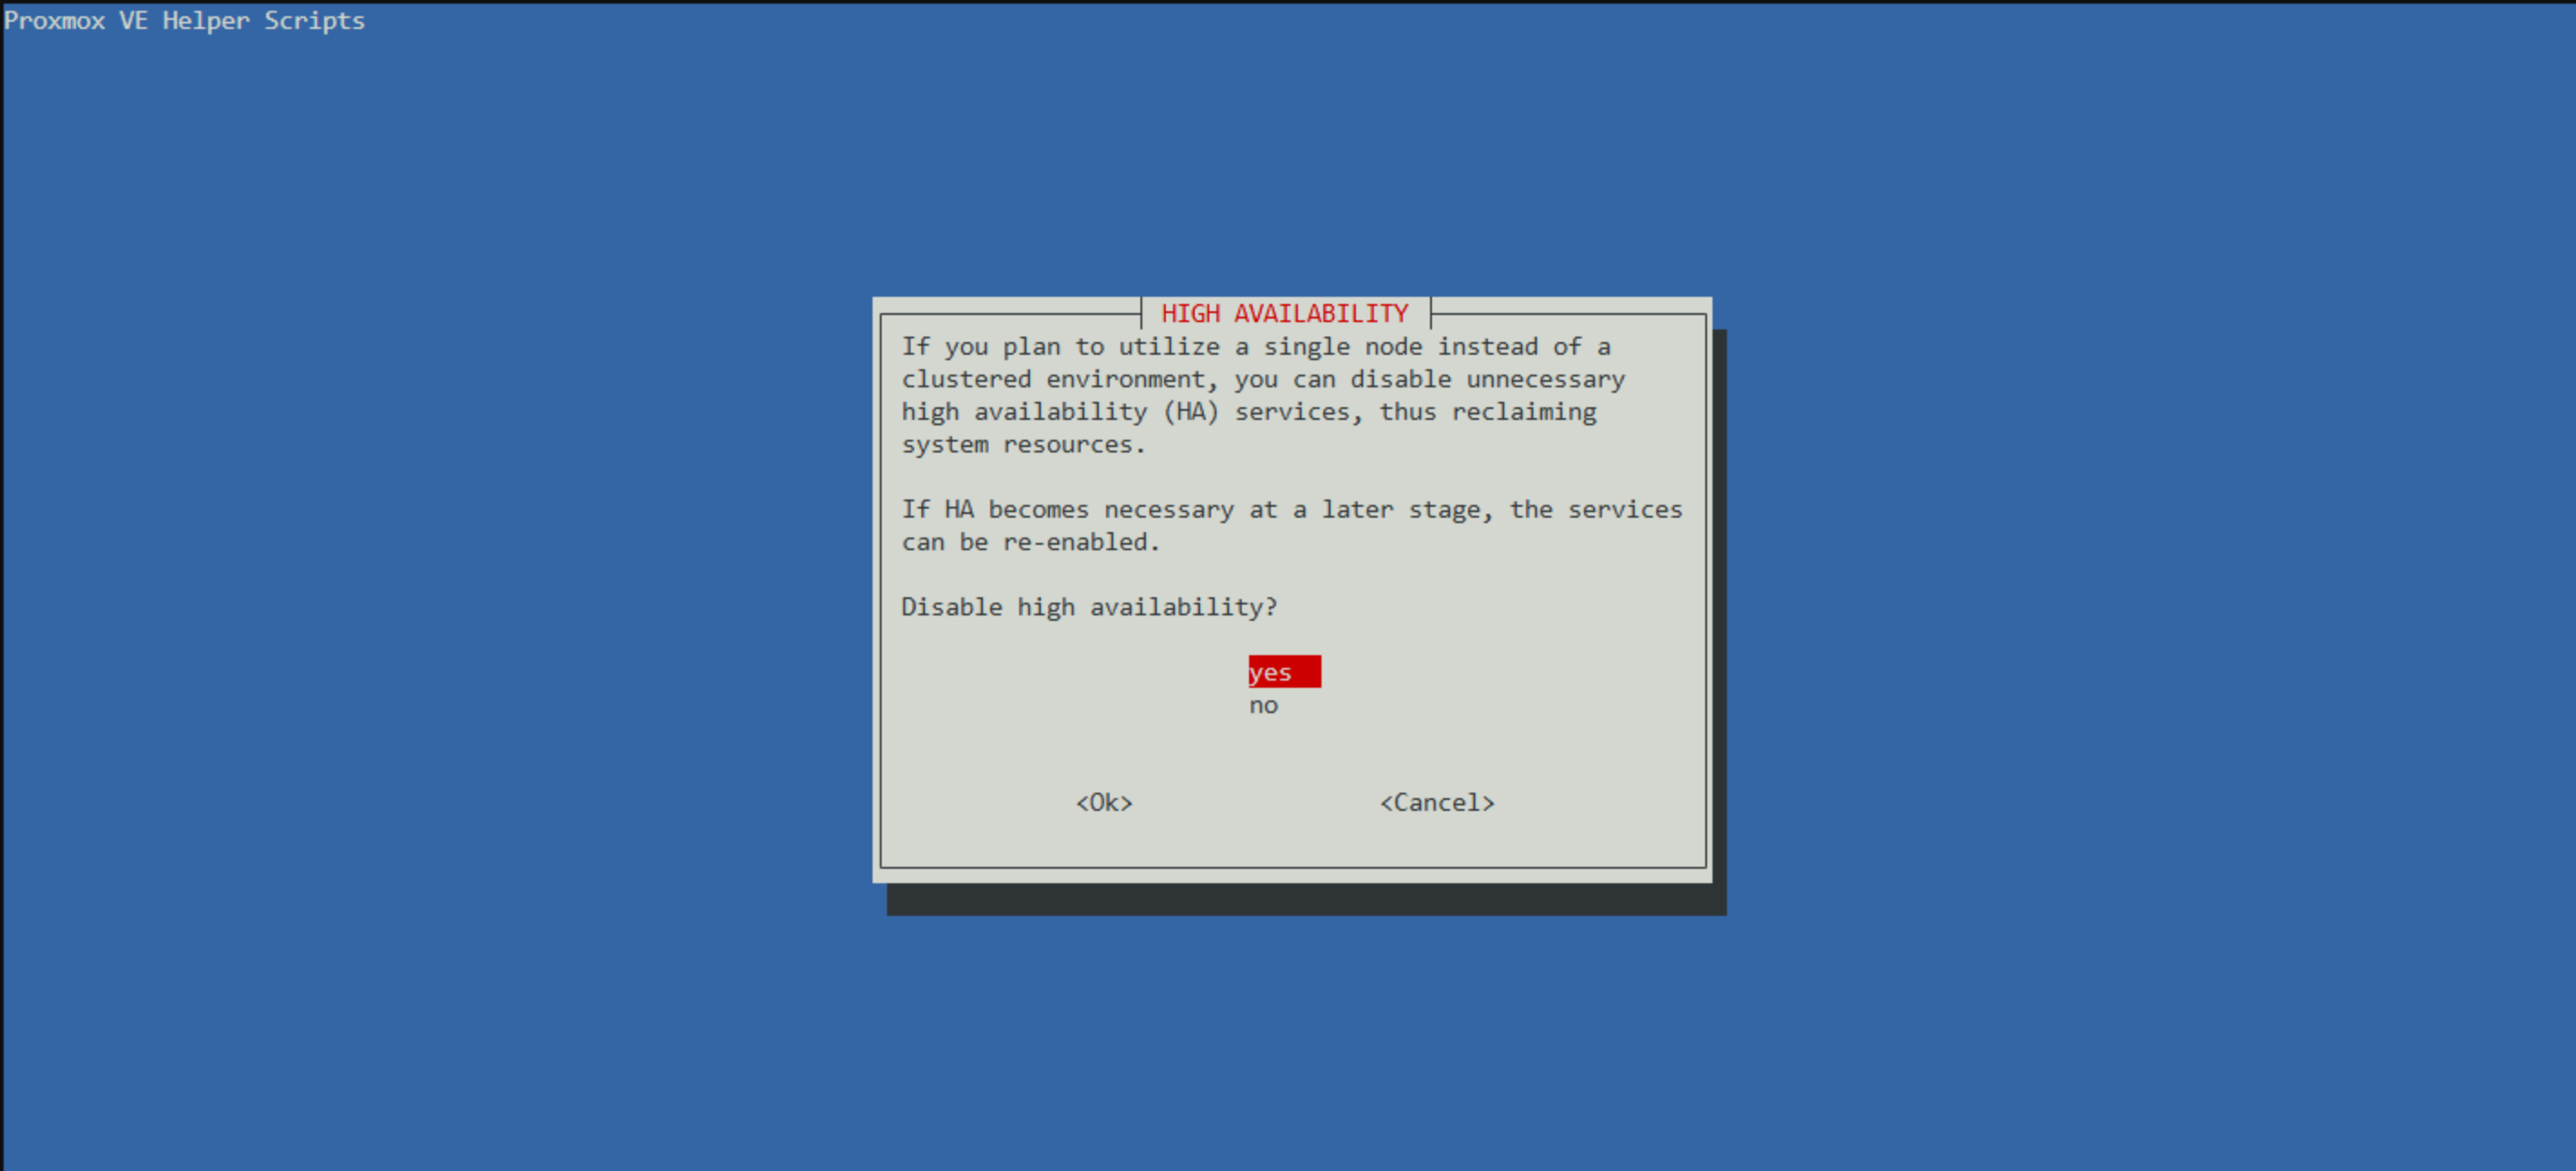 Proxmox VE Helper Scripts
HIGH AVAILABILITY
If you plan to utilize a single node instead of a
clustered environment, you can disable unnecessary
high availability (HA) services, thus reclaiming
system resources.
If HA becomes necessary at a later stage, the services
can be re-enabled.
Disable high availability?
yes
no
<Ok> <Cancel>